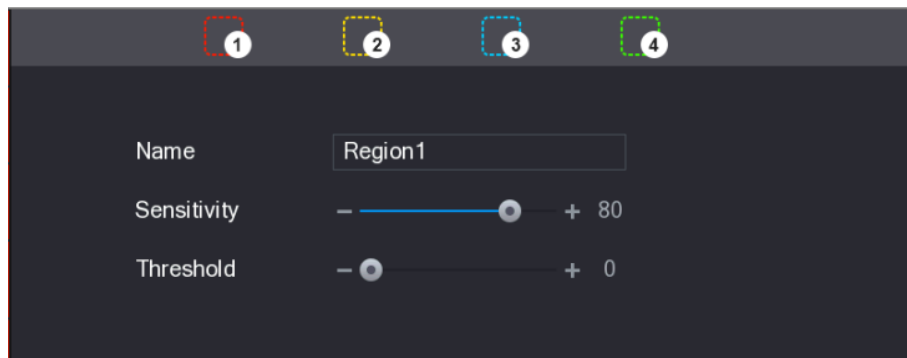 1 2 3 4
Name Region1
Sensitivity − + 80
Threshold − + 0